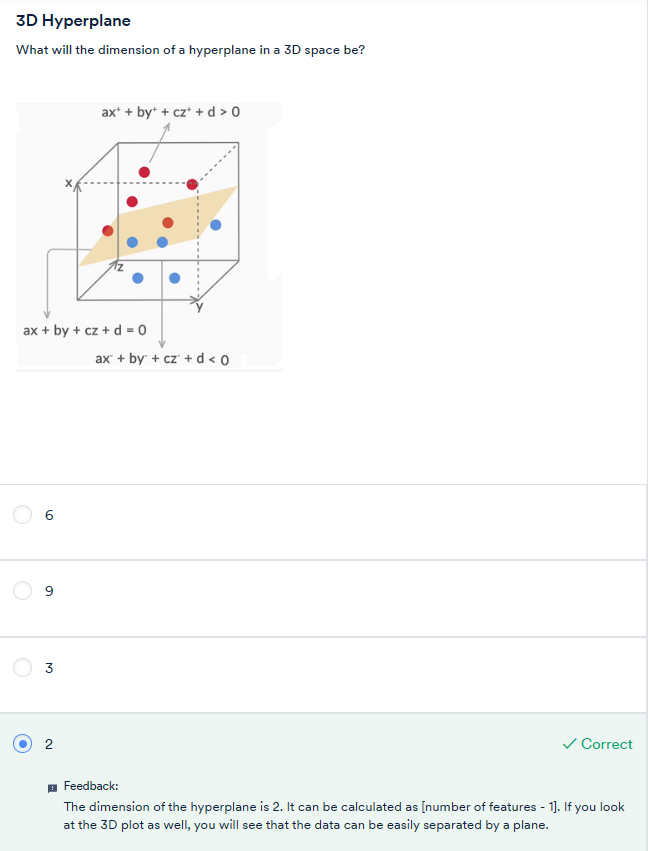 3D Hyperplane
What will the dimension of a hyperplane in a 3D space be?
ax⁺ + by⁺ + cz⁺ + d > 0
x
z
y
ax + by + cz + d = 0
ax⁻ + by⁻ + cz⁻ + d < 0
6
9
3
2
Correct
Feedback:
The dimension of the hyperplane is 2. It can be calculated as [number of features - 1]. If you look
at the 3D plot as well, you will see that the data can be easily separated by a plane.